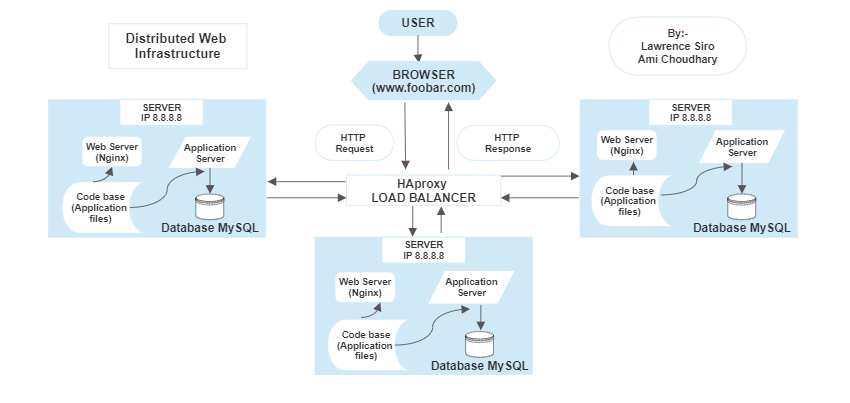 USER
Distributed Web
Infrastructure
By:-
Lawrence Siro
Ami Choudhary
BROWSER
(www.foobar.com)
HTTP
Request
HTTP
Response
SERVER
IP 8.8.8.8
Web Server
(Nginx)
Application
Server
Code base
(Application
files)
Database MySQL
HAproxy
LOAD BALANCER
SERVER
IP 8.8.8.8
Web Server
(Nginx)
Application
Server
Code base
(Application
files)
Database MySQL
SERVER
IP 8.8.8.8
Web Server
(Nginx)
Application
Server
Code base
(Application
files)
Database MySQL